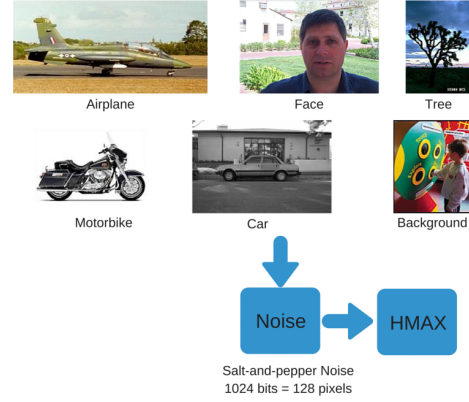 Airplane
Face
Tree
Motorbike
Car
Background
Noise
HMAX
Salt-and-pepper Noise
1024 bits = 128 pixels